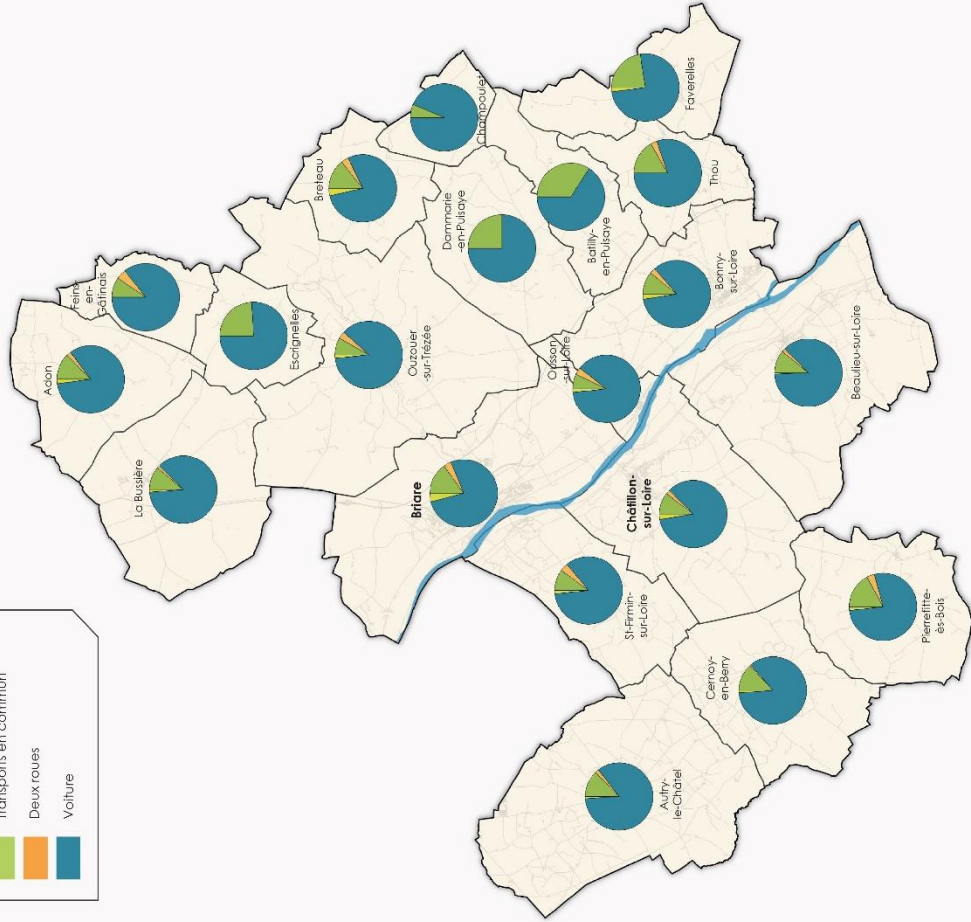 Transports en commun
Deux roues
Voiture
Adon
Feins-
en-
Gâtinais
La Bussière
Escrignelles
Breteau
Champoulet
Ouzouer
-sur-Trézée
Dammarie
-en-Puisaye
Batilly-
en-Puisaye
Faverelles
Thou
Briare
Ousson-
sur-Loire
Bonny-
sur-Loire
Châtillon-
sur-Loire
Beaulieu-sur-Loire
St-Firmin-
sur-Loire
Autry-
le-Châtel
Cernoy-
en-Berry
Pierrefitte-
ès-Bois